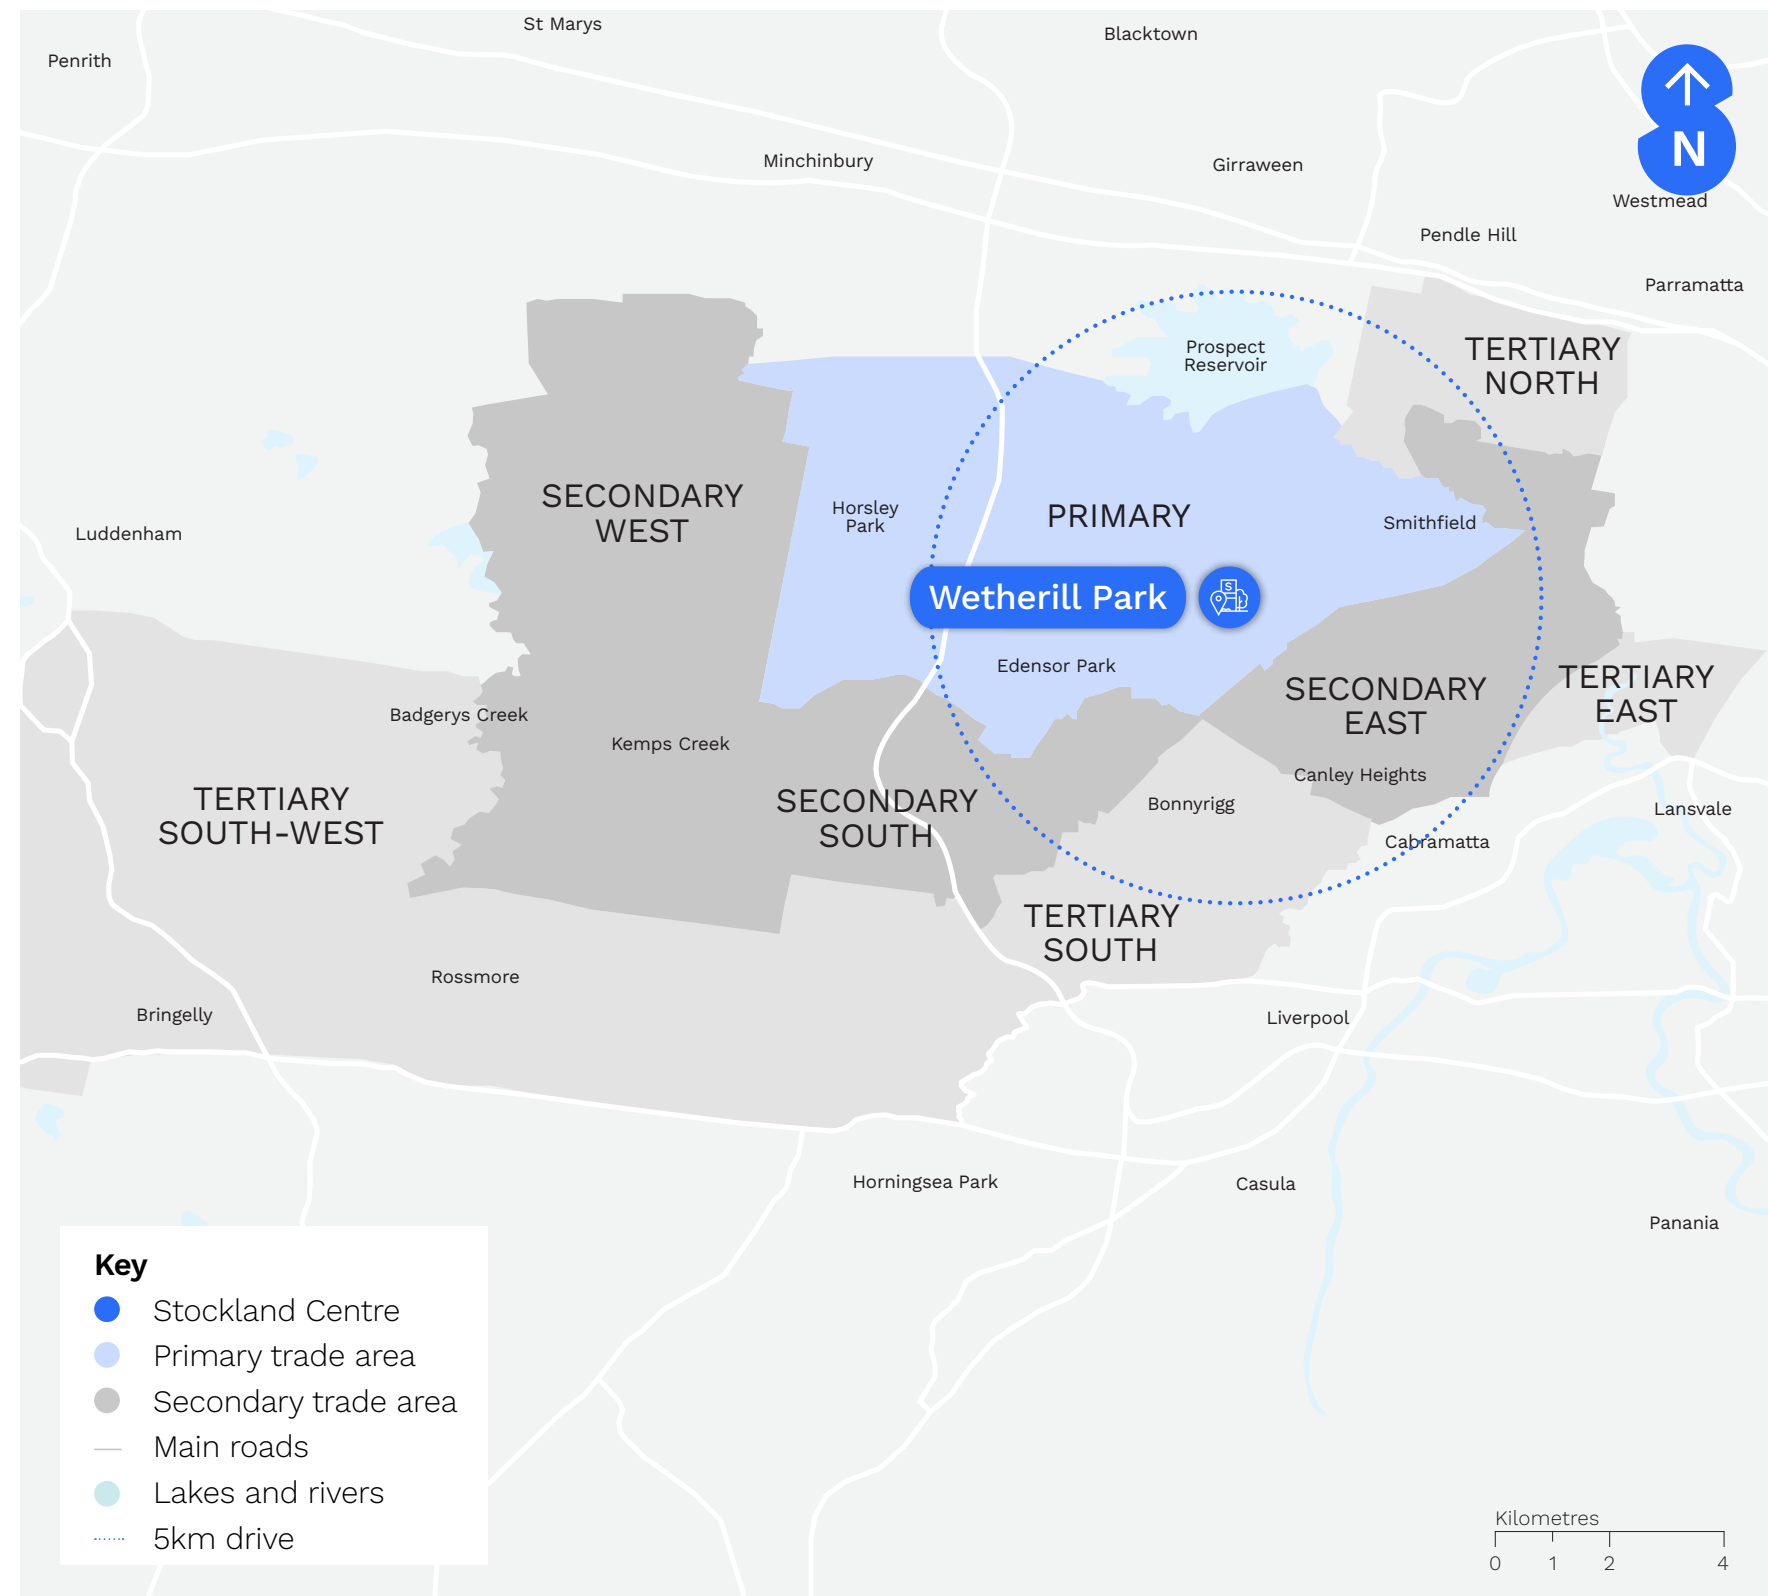 St Marys
Blacktown
Penrith
Minchinbury
Girraween
N
Westmead
Pendle Hill
Parramatta
Prospect
Reservoir
TERTIARY
NORTH
SECONDARY
WEST
Horsley
Park
PRIMARY
Smithfield
Luddenham
Wetherill Park
S
Edensor Park
SECONDARY
EAST
TERTIARY
EAST
Badgerys Creek
Kemps Creek
Canley Heights
TERTIARY
SOUTH-WEST
SECONDARY
SOUTH
Bonnyrigg
Lansvale
Cabramatta
TERTIARY
SOUTH
Rossmore
Bringelly
Liverpool
Horningsea Park
Casula
Panania
Key
Stockland Centre
Primary trade area
Secondary trade area
Main roads
Lakes and rivers
5km drive
Kilometres
0 1 2 4